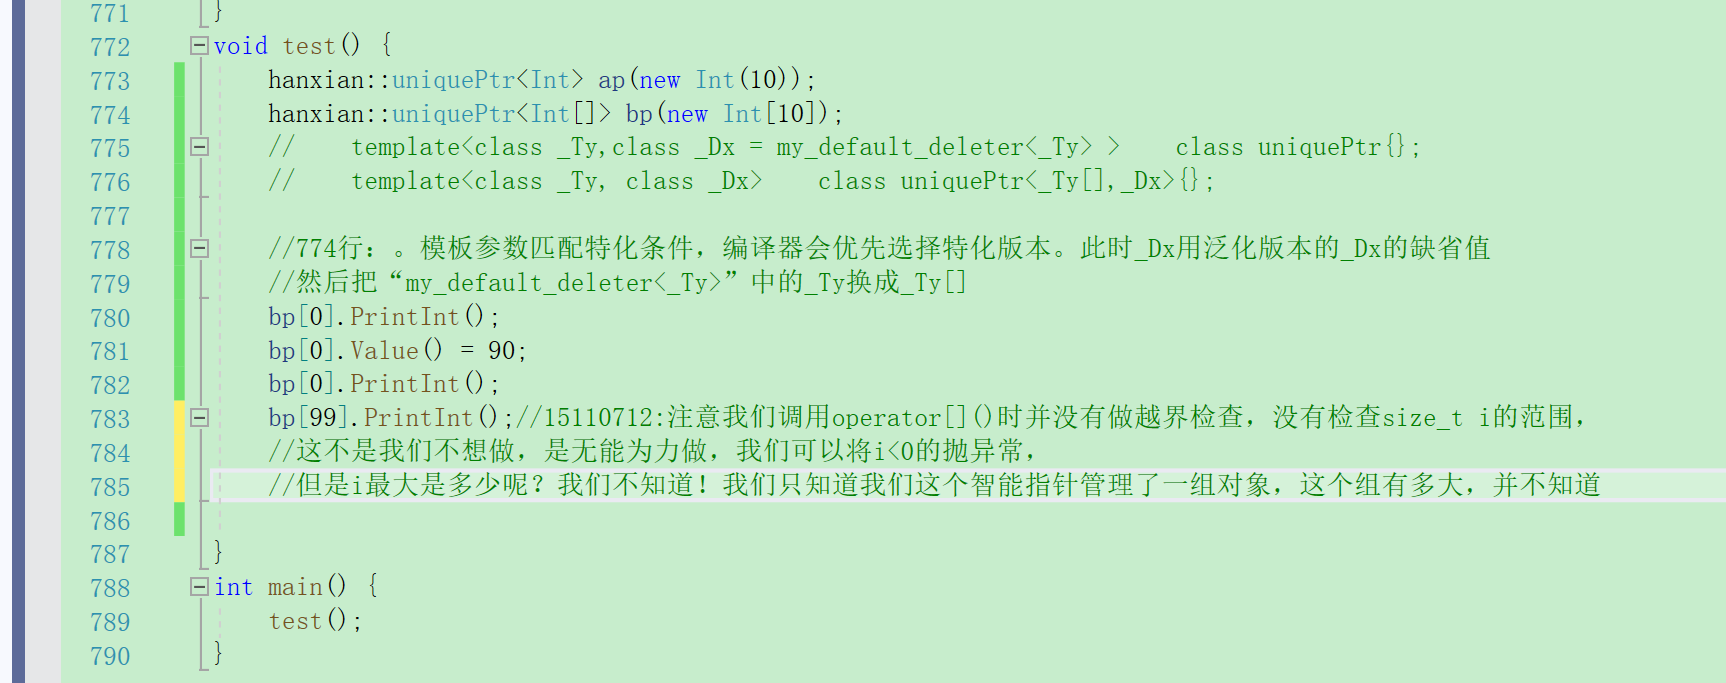 771 }
772 void test() {
773 hanxian::uniquePtr<Int> ap(new Int(10));
774 hanxian::uniquePtr<Int[]> bp(new Int[10]);
775 // template<class _Ty,class _Dx = my_default_deleter<_Ty> > class uniquePtr{};
776 // template<class _Ty, class _Dx> class uniquePtr<_Ty[],_Dx>{};
777
778 //774行：。模板参数匹配特化条件，编译器会优先选择特化版本。此时_Dx用泛化版本的_Dx的缺省值
779 //然后把“my_default_deleter<_Ty>”中的_Ty换成_Ty[]
780 bp[0].PrintInt();
781 bp[0].Value() = 90;
782 bp[0].PrintInt();
783 bp[99].PrintInt();//15110712:注意我们调用operator[]()时并没有做越界检查，没有检查size_t i的范围，
784 //这不是我们不想做，是无能为力做，我们可以将i<0的抛异常，
785 //但是i最大是多少呢？我们不知道！我们只知道我们这个智能指针管理了一组对象，这个组有多大，并不知道
786
787 }
788 int main() {
789 test();
790 }